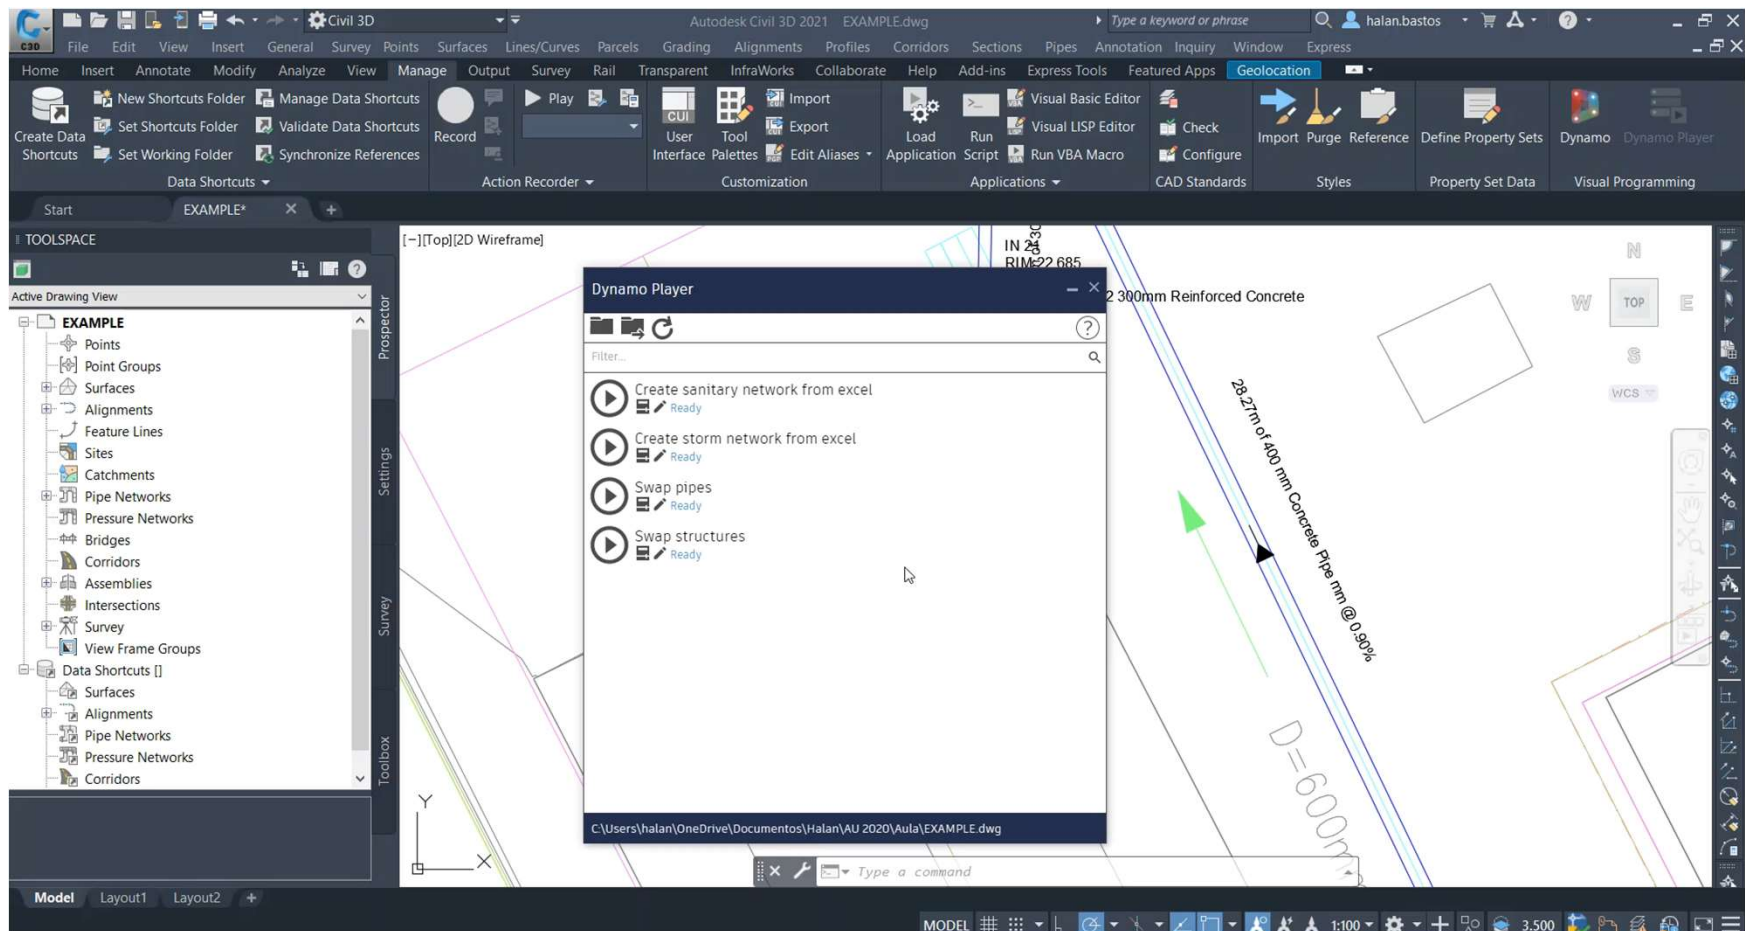 Civil 3D
Autodesk Civil 3D 2021 EXAMPLE.dwg
Type a keyword or phrase
halan.bastos
C3D File Edit View Insert General Survey Points Surfaces Lines/Curves Parcels Grading Alignments Profiles Corridors Sections Pipes Annotation Inquiry Window Express
Home Insert Annotate Modify Analyze View Manage Output Survey Rail Transparent InfraWorks Collaborate Help Add-ins Express Tools Featured Apps Geolocation
New Shortcuts Folder Manage Data Shortcuts Play Import Visual Basic Editor
Create Data Set Shortcuts Folder Validate Data Shortcuts Record User Tool Export Load Run Visual LISP Editor Check Import Purge Reference Define Property Sets Dynamo Dynamo Player
Shortcuts Set Working Folder Synchronize References Interface Palettes Edit Aliases Application Script Run VBA Macro Configure
Data Shortcuts Action Recorder Customization Applications CAD Standards Styles Property Set Data Visual Programming
Start EXAMPLE*
TOOLSPACE
Active Drawing View
EXAMPLE
Points
Point Groups
Surfaces
Alignments
Feature Lines
Sites
Catchments
Pipe Networks
Pressure Networks
Bridges
Corridors
Assemblies
Intersections
Survey
View Frame Groups
Data Shortcuts []
Surfaces
Alignments
Pipe Networks
Pressure Networks
Corridors
Prospector
Settings
Survey
Toolbox
[−][Top][2D Wireframe]
IN 24
RIM:22 685
2 300mm Reinforced Concrete
Dynamo Player
Filter...
Create sanitary network from excel
Ready
Create storm network from excel
Ready
Swap pipes
Ready
Swap structures
Ready
C:\Users\halan\OneDrive\Documentos\Halan\AU 2020\Aula\EXAMPLE.dwg
28.27m of 400 mm Concrete Pipe mm @ 0.90%
D=600m
N
W TOP E
S
WCS
Y
X
Type a command
Model Layout1 Layout2
MODEL 1:100 3.500